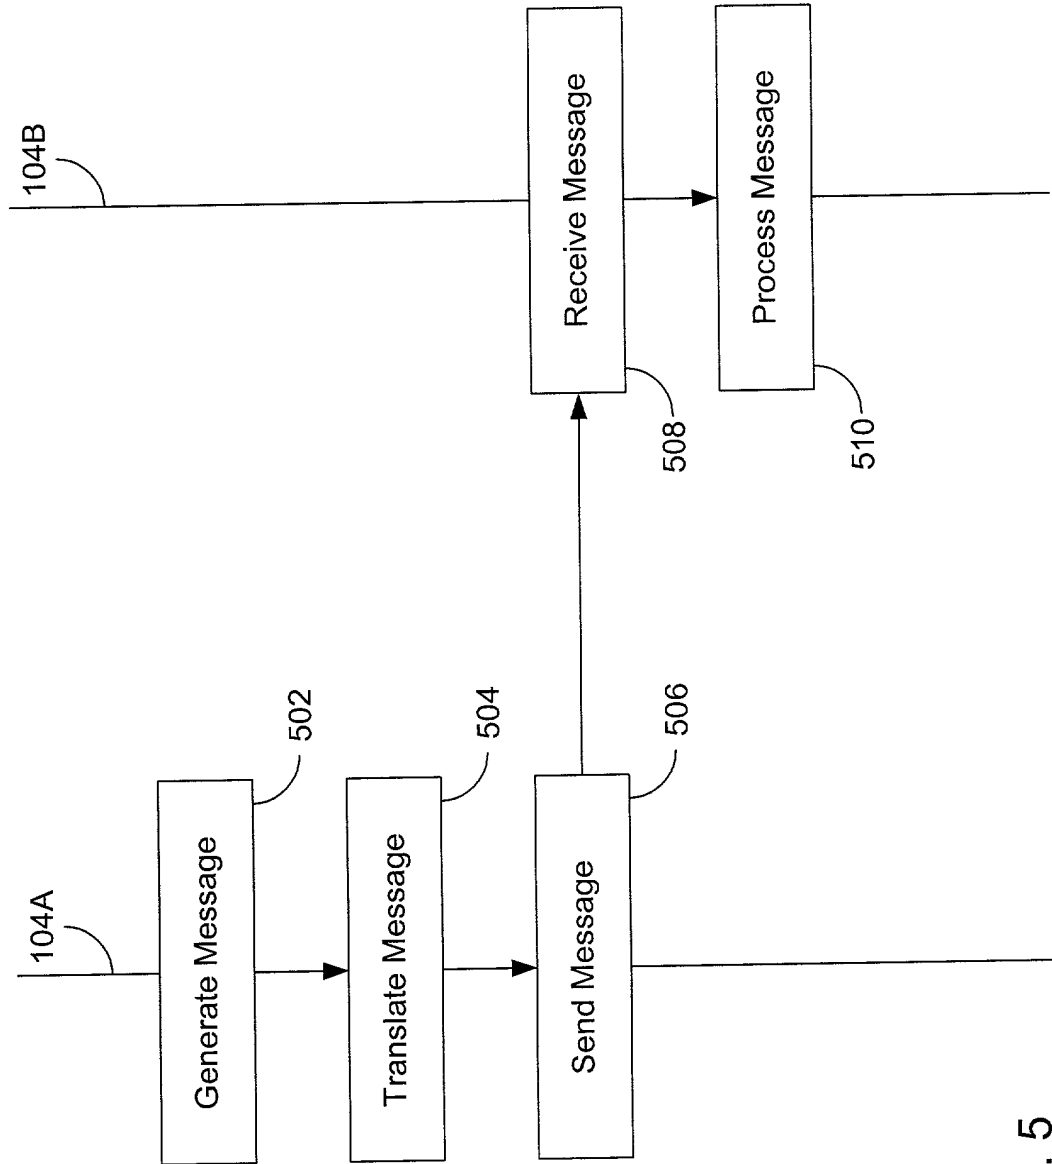 104A
104B
Generate Message
502
Translate Message
504
Send Message
Receive Message
506
508
Process Message
510
. 5